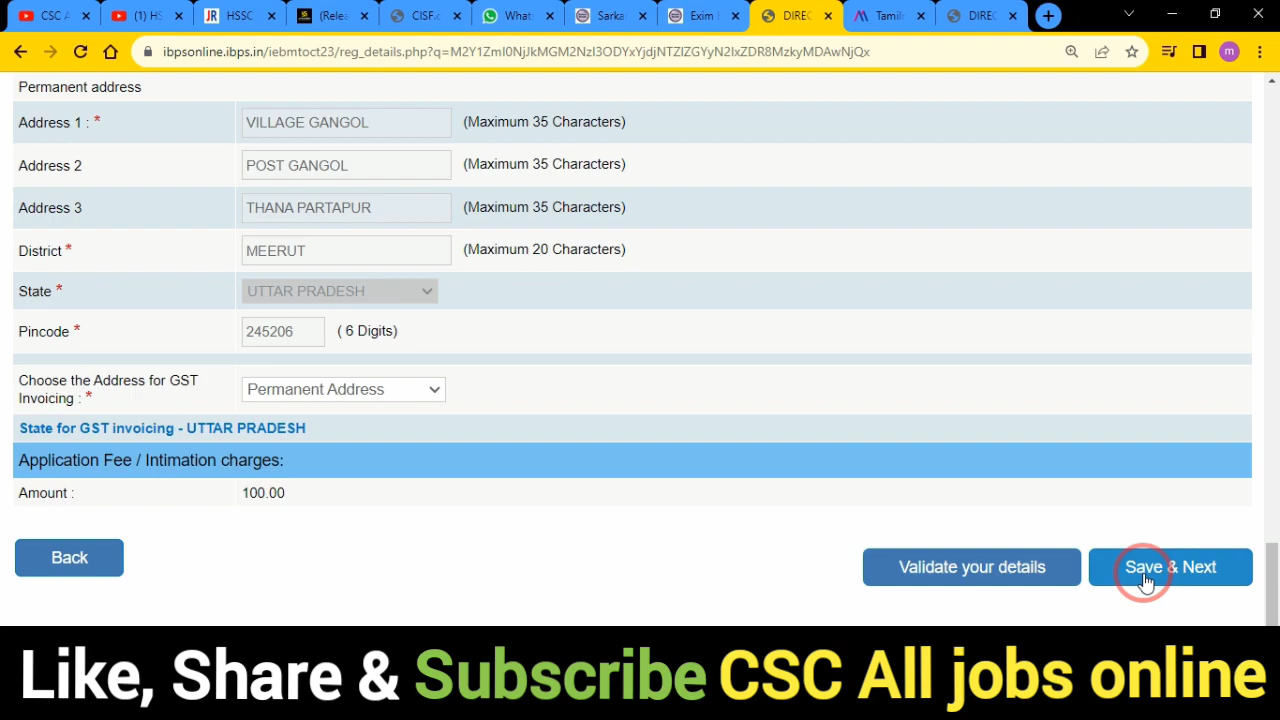 CSC A
(1) HS
HSSC
(Relea
CISF.c
Whats
Sarka
Exim B
DIREC
Tamiln
DIREC
ibpsonline.ibps.in/iebmtoct23/reg_details.php?q=M2Y1ZmI0NjJkMGM2NzI3ODYxYjdjNTZlZGYyN2IxZDR8MzkyMDAwNjQx
m
Permanent address
Address 1 : * VILLAGE GANGOL (Maximum 35 Characters)
Address 2 POST GANGOL (Maximum 35 Characters)
Address 3 THANA PARTAPUR (Maximum 35 Characters)
District * MEERUT (Maximum 20 Characters)
State * UTTAR PRADESH
Pincode * 245206 ( 6 Digits)
Choose the Address for GST
Invoicing : * Permanent Address
State for GST invoicing - UTTAR PRADESH
Application Fee / Intimation charges:
Amount : 100.00
Back
Validate your details
Save & Next
Like, Share & Subscribe CSC All jobs online